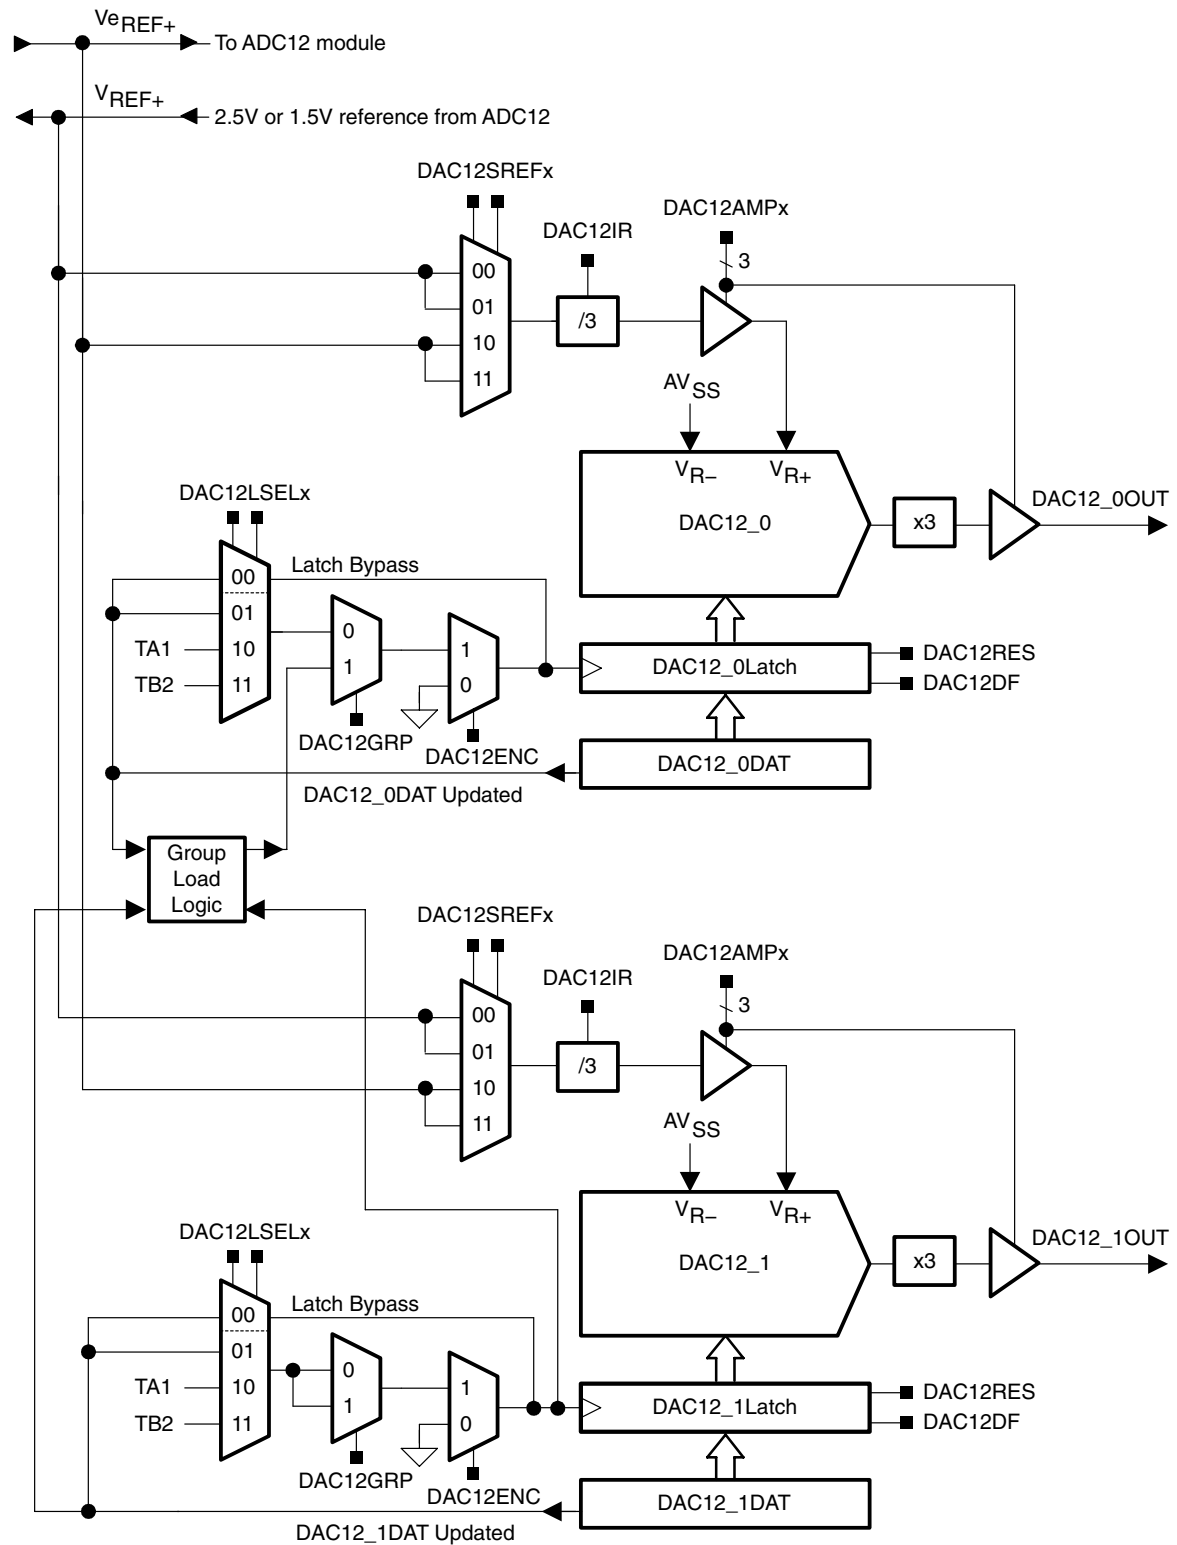 VeREF+
To ADC12 module
VREF+
2.5V or 1.5V reference from ADC12
DAC12SREFx
DAC12AMPx
DAC12IR
3
00
01
10
11
/3
AVSS
VR−
VR+
DAC12_0
x3
DAC12_0OUT
DAC12LSELx
Latch Bypass
00
01
TA1
10
TB2
11
0
1
1
0
DAC12_0Latch
DAC12RES
DAC12DF
DAC12GRP
DAC12ENC
DAC12_0DAT
DAC12_0DAT Updated
Group
Load
Logic
DAC12SREFx
DAC12AMPx
DAC12IR
3
00
01
10
11
/3
AVSS
VR−
VR+
DAC12_1
x3
DAC12_1OUT
DAC12LSELx
Latch Bypass
00
01
TA1
10
TB2
11
0
1
1
0
DAC12_1Latch
DAC12RES
DAC12DF
DAC12GRP
DAC12ENC
DAC12_1DAT
DAC12_1DAT Updated